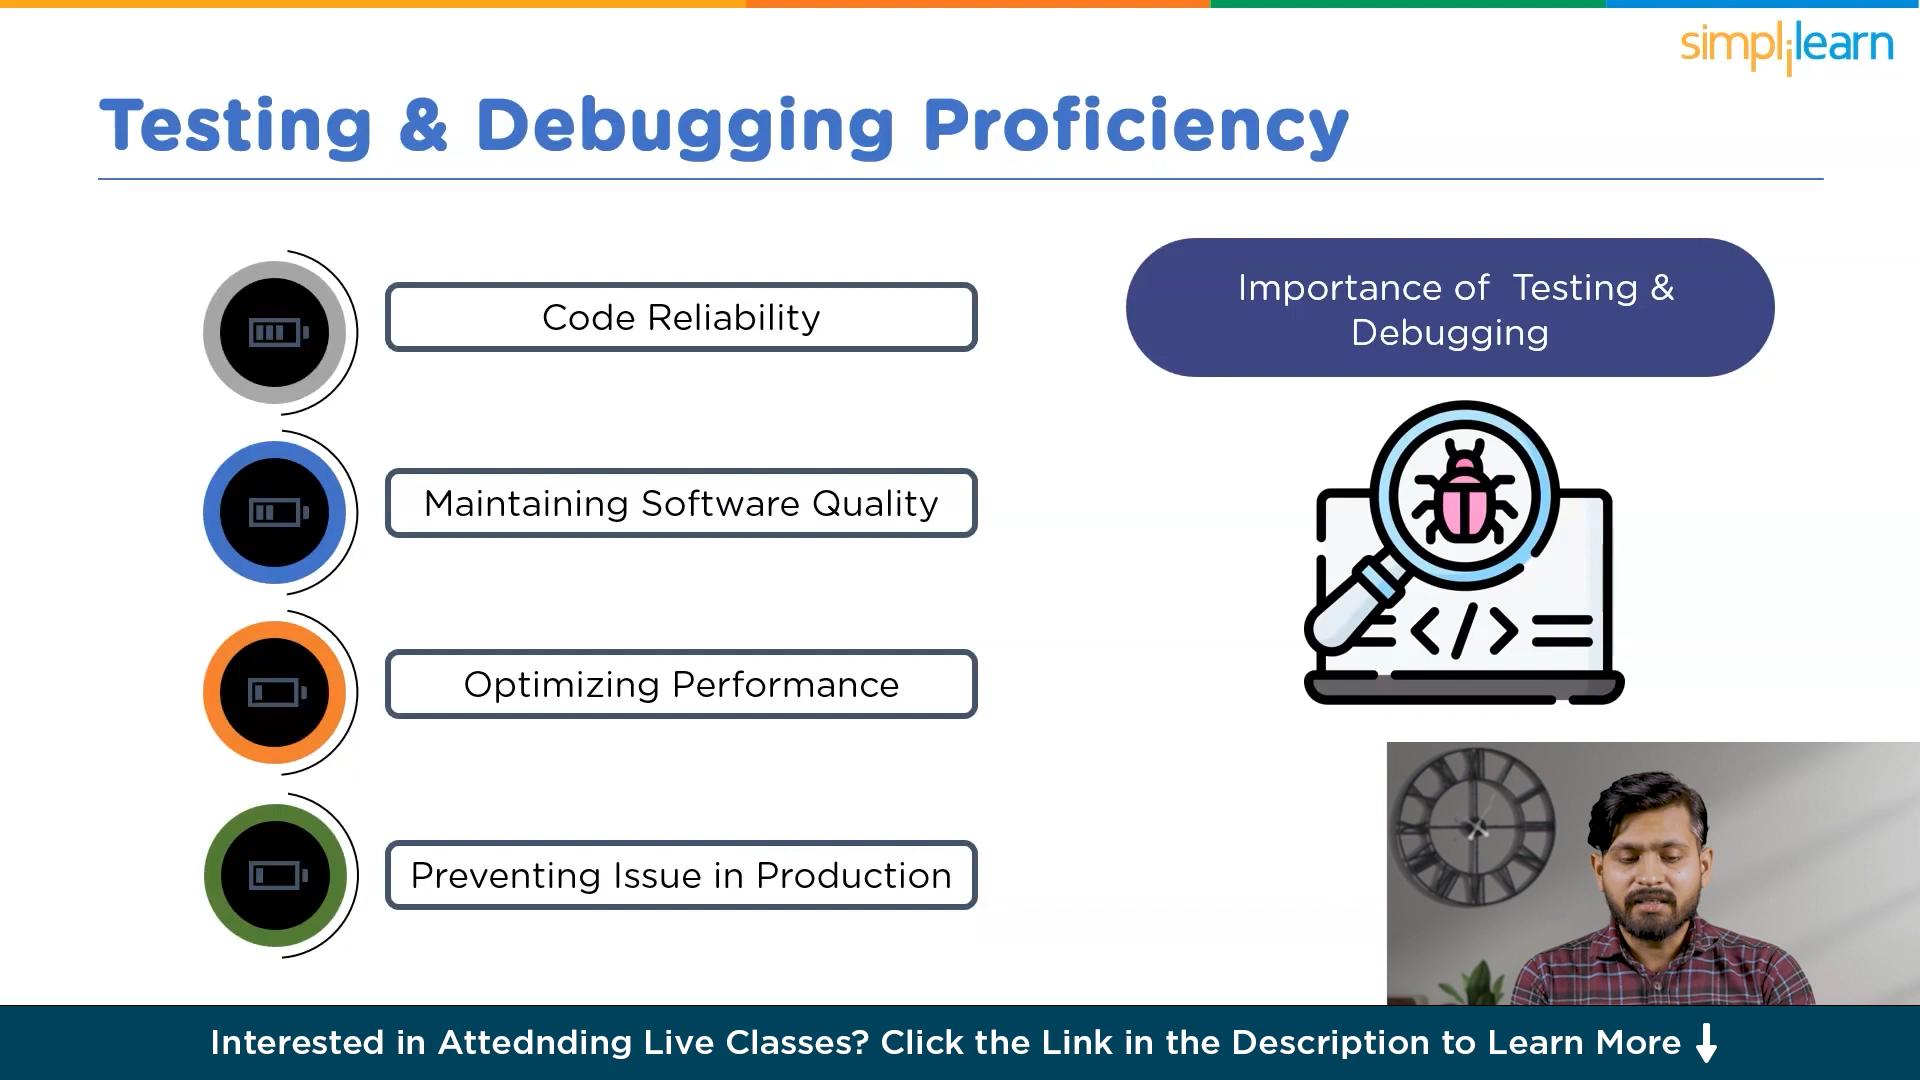 simplilearn
Testing & Debugging Proficiency
Code Reliability
Maintaining Software Quality
Optimizing Performance
Preventing Issue in Production
Importance of Testing &
Debugging
</>
Interested in Attednding Live Classes? Click the Link in the Description to Learn More